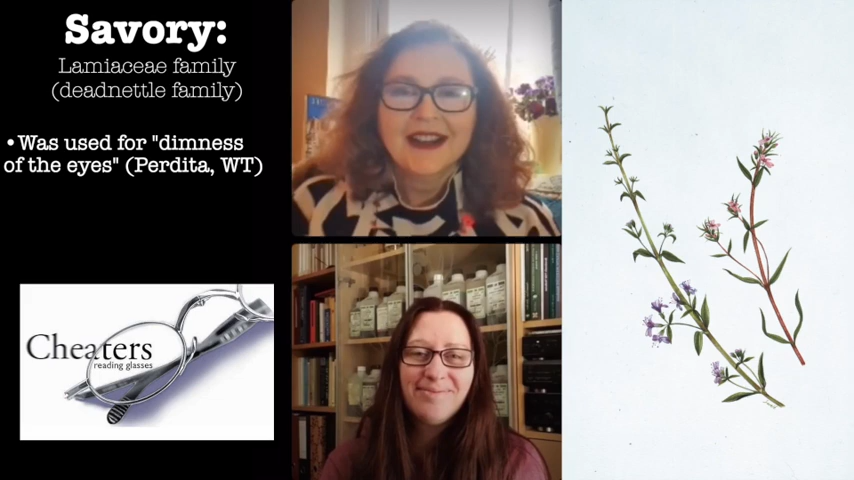 Savory:
Lamiaceae family
(deadnettle family)
•Was used for "dimness
of the eyes" (Perdita, WT)
Cheaters
reading glasses